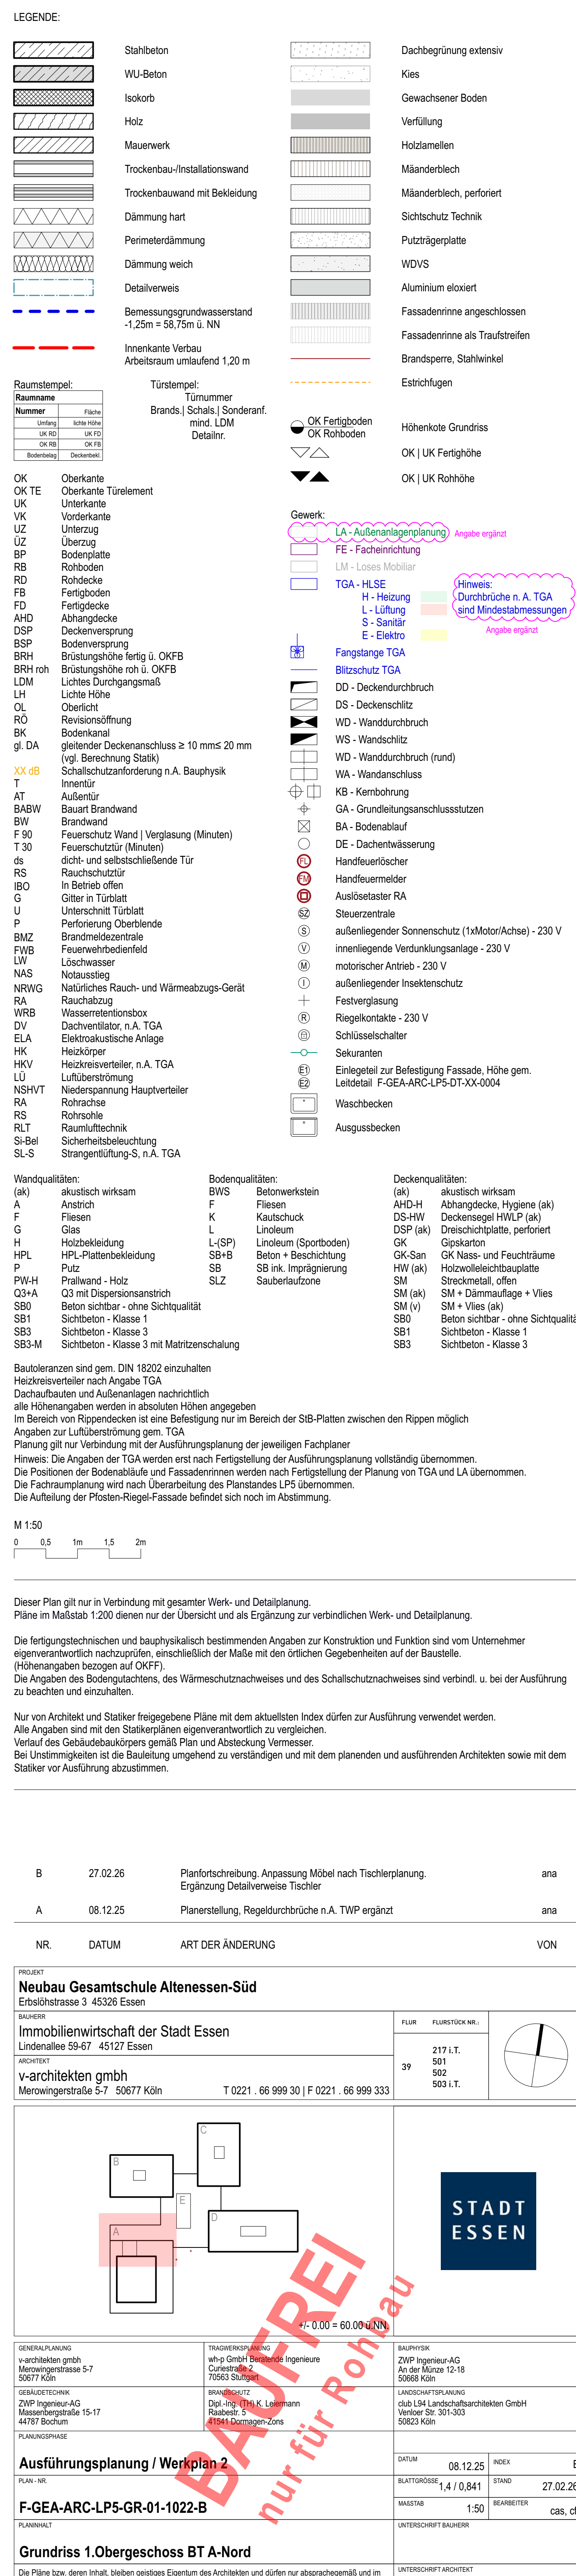 LEGENDE:
Stahlbeton
WU-Beton
Isokorb
Holz
Mauerwerk
Trockenbau-/Installationswand
Trockenbauwand mit Bekleidung
Dämmung hart
Perimeterdämmung
Dämmung weich
Detailverweis
Bemessungsgrundwasserstand
-1,25m = 58,75m ü. NN
Innenkante Verbau
Arbeitsraum umlaufend 1,20 m
Dachbegrünung extensiv
Kies
Gewachsener Boden
Verfüllung
Holzlamellen
Mäanderblech
Mäanderblech, perforiert
Sichtschutz Technik
Putzträgerplatte
WDVS
Aluminium eloxiert
Fassadenrinne angeschlossen
Fassadenrinne als Traufstreifen
Brandsperre, Stahlwinkel
Estrichfugen
Raumstempel:
Raumname
Nummer Fläche
Umfang lichte Höhe
UK RD UK FD
OK RB OK FB
Bodenbelag Deckenbekl.
Türstempel:
Türnummer
Brands.| Schals.| Sonderanf.
mind. LDM
Detailnr.
OK Fertigboden
OK Rohboden
Höhenkote Grundriss
OK | UK Fertighöhe
OK | UK Rohhöhe
OK Oberkante
OK TE Oberkante Türelement
UK Unterkante
VK Vorderkante
UZ Unterzug
ÜZ Überzug
BP Bodenplatte
RB Rohboden
RD Rohdecke
FB Fertigboden
FD Fertigdecke
AHD Abhangdecke
DSP Deckenversprung
BSP Bodenversprung
BRH Brüstungshöhe fertig ü. OKFB
BRH roh Brüstungshöhe roh ü. OKFB
LDM Lichtes Durchgangsmaß
LH Lichte Höhe
OL Oberlicht
RÖ Revisionsöffnung
BK Bodenkanal
gl. DA gleitender Deckenanschluss ≥ 10 mm≤ 20 mm
(vgl. Berechnung Statik)
XX dB Schallschutzanforderung n.A. Bauphysik
T Innentür
AT Außentür
BABW Bauart Brandwand
BW Brandwand
F 90 Feuerschutz Wand | Verglasung (Minuten)
T 30 Feuerschutztür (Minuten)
ds dicht- und selbstschließende Tür
RS Rauchschutztür
IBO In Betrieb offen
G Gitter in Türblatt
U Unterschnitt Türblatt
P Perforierung Oberblende
BMZ Brandmeldezentrale
FWB Feuerwehrbedienfeld
LW Löschwasser
NAS Notausstieg
NRWG Natürliches Rauch- und Wärmeabzugs-Gerät
RA Rauchabzug
WRB Wasserretentionsbox
DV Dachventilator, n.A. TGA
ELA Elektroakustische Anlage
HK Heizkörper
HKV Heizkreisverteiler, n.A. TGA
LÜ Luftüberströmung
NSHVT Niederspannung Hauptverteiler
RA Rohrachse
RS Rohrsohle
RLT Raumlufttechnik
Si-Bel Sicherheitsbeleuchtung
SL-S Strangentlüftung-S, n.A. TGA
Gewerk:
LA - Außenanlagenplanung
Angabe ergänzt
FE - Facheinrichtung
LM - Loses Mobiliar
TGA - HLSE
H - Heizung
L - Lüftung
S - Sanitär
E - Elektro
Hinweis:
Durchbrüche n. A. TGA
sind Mindestabmessungen
Angabe ergänzt
Fangstange TGA
Blitzschutz TGA
DD - Deckendurchbruch
DS - Deckenschlitz
WD - Wanddurchbruch
WS - Wandschlitz
WD - Wanddurchbruch (rund)
WA - Wandanschluss
KB - Kernbohrung
GA - Grundleitungsanschlussstutzen
BA - Bodenablauf
DE - Dachentwässerung
FL Handfeuerlöscher
FM Handfeuermelder
Auslösetaster RA
SZ Steuerzentrale
S außenliegender Sonnenschutz (1xMotor/Achse) - 230 V
V innenliegende Verdunklungsanlage - 230 V
M motorischer Antrieb - 230 V
I außenliegender Insektenschutz
Festverglasung
R Riegelkontakte - 230 V
Schlüsselschalter
Sekuranten
E1 Einlegeteil zur Befestigung Fassade, Höhe gem.
E2 Leitdetail F-GEA-ARC-LP5-DT-XX-0004
Waschbecken
Ausgussbecken
Wandqualitäten:
(ak) akustisch wirksam
A Anstrich
F Fliesen
G Glas
H Holzbekleidung
HPL HPL-Plattenbekleidung
P Putz
PW-H Prallwand - Holz
Q3+A Q3 mit Dispersionsanstrich
SB0 Beton sichtbar - ohne Sichtqualität
SB1 Sichtbeton - Klasse 1
SB3 Sichtbeton - Klasse 3
SB3-M Sichtbeton - Klasse 3 mit Matritzenschalung
Bodenqualitäten:
BWS Betonwerkstein
F Fliesen
K Kautschuck
L Linoleum
L-(SP) Linoleum (Sportboden)
SB+B Beton + Beschichtung
SB SB ink. Imprägnierung
SLZ Sauberlaufzone
Deckenqualitäten:
(ak) akustisch wirksam
AHD-H Abhangdecke, Hygiene (ak)
DS-HW Deckensegel HWLP (ak)
DSP (ak) Dreischichtplatte, perforiert
GK Gipskarton
GK-San GK Nass- und Feuchträume
HW (ak) Holzwolleleichtbauplatte
SM Streckmetall, offen
SM (ak) SM + Dämmauflage + Vlies
SM (v) SM + Vlies (ak)
SB0 Beton sichtbar - ohne Sichtqualitä
SB1 Sichtbeton - Klasse 1
SB3 Sichtbeton - Klasse 3
Bautoleranzen sind gem. DIN 18202 einzuhalten
Heizkreisverteiler nach Angabe TGA
Dachaufbauten und Außenanlagen nachrichtlich
alle Höhenangaben werden in absoluten Höhen angegeben
Im Bereich von Rippendecken ist eine Befestigung nur im Bereich der StB-Platten zwischen den Rippen möglich
Angaben zur Luftüberströmung gem. TGA
Planung gilt nur Verbindung mit der Ausführungsplanung der jeweiligen Fachplaner
Hinweis: Die Angaben der TGA werden erst nach Fertigstellung der Ausführungsplanung vollständig übernommen.
Die Positionen der Bodenabläufe und Fassadenrinnen werden nach Fertigstellung der Planung von TGA und LA übernommen.
Die Fachraumplanung wird nach Überarbeitung des Planstandes LP5 übernommen.
Die Aufteilung der Pfosten-Riegel-Fassade befindet sich noch im Abstimmung.
M 1:50
0 0,5 1m 1,5 2m
Dieser Plan gilt nur in Verbindung mit gesamter Werk- und Detailplanung.
Pläne im Maßstab 1:200 dienen nur der Übersicht und als Ergänzung zur verbindlichen Werk- und Detailplanung.
Die fertigungstechnischen und bauphysikalisch bestimmenden Angaben zur Konstruktion und Funktion sind vom Unternehmer
eigenverantwortlich nachzuprüfen, einschließlich der Maße mit den örtlichen Gegebenheiten auf der Baustelle.
(Höhenangaben bezogen auf OKFF).
Die Angaben des Bodengutachtens, des Wärmeschutznachweises und des Schallschutznachweises sind verbindl. u. bei der Ausführung
zu beachten und einzuhalten.
Nur von Architekt und Statiker freigegebene Pläne mit dem aktuellsten Index dürfen zur Ausführung verwendet werden.
Alle Angaben sind mit den Statikerplänen eigenverantwortlich zu vergleichen.
Verlauf des Gebäudebaukörpers gemäß Plan und Absteckung Vermesser.
Bei Unstimmigkeiten ist die Bauleitung umgehend zu verständigen und mit dem planenden und ausführenden Architekten sowie mit dem
Statiker vor Ausführung abzustimmen.
B 27.02.26 Planfortschreibung. Anpassung Möbel nach Tischlerplanung. ana
Ergänzung Detailverweise Tischler
A 08.12.25 Planerstellung, Regeldurchbrüche n.A. TWP ergänzt ana
NR. DATUM ART DER ÄNDERUNG VON
PROJEKT
Neubau Gesamtschule Altenessen-Süd
Erbslöhstrasse 3 45326 Essen
BAUHERR
Immobilienwirtschaft der Stadt Essen
Lindenallee 59-67 45127 Essen
ARCHITEKT
v-architekten gmbh
Merowingerstraße 5-7 50677 Köln T 0221 . 66 999 30 | F 0221 . 66 999 333
FLUR FLURSTÜCK NR.:
39
217 i.T.
501
502
503 i.T.
C
B
E
D
A
+/- 0.00 = 60.00 ü.NN.
STADT
ESSEN
BAUFREI
nur für Rohbau
GENERALPLANUNG
v-architekten gmbh
Merowingerstrasse 5-7
50677 Köln
TRAGWERKSPLANUNG
wh-p GmbH Beratende Ingenieure
Curiestraße 2
70563 Stuttgart
BAUPHYSIK
ZWP Ingenieur-AG
An der Münze 12-18
50668 Köln
GEBÄUDETECHNIK
ZWP Ingenieur-AG
Massenbergstraße 15-17
44787 Bochum
BRANDSCHUTZ
Dipl.-Ing. (TH) K. Leiermann
Raabestr. 5
41541 Dormagen-Zons
LANDSCHAFTSPLANUNG
club L94 Landschaftsarchitekten GmbH
Venloer Str. 301-303
50823 Köln
PLANUNGSPHASE
Ausführungsplanung / Werkplan 2
DATUM 08.12.25 INDEX
PLAN - NR.
F-GEA-ARC-LP5-GR-01-1022-B
BLATTGRÖSSE 1,4 / 0,841 STAND 27.02.26
MAßSTAB 1:50 BEARBEITER cas,
PLANINHALT
Grundriss 1.Obergeschoss BT A-Nord
UNTERSCHRIFT BAUHERR
UNTERSCHRIFT ARCHITEKT
Die Pläne bzw. deren Inhalt, bleiben geistiges Eigentum des Architekten und dürfen nur absprachegemäß und im